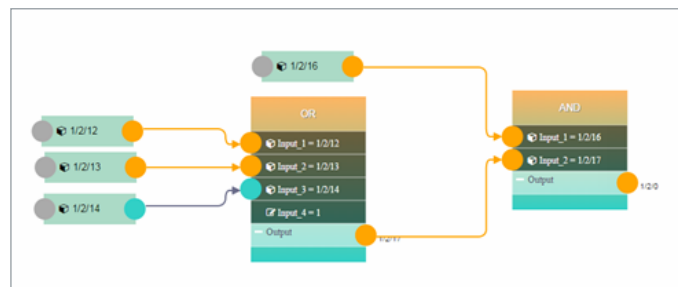 1/2/16
OR
AND
1/2/12
Input_1 = 1/2/12
Input_1 = 1/2/16
1/2/13
Input_2 = 1/2/13
Input_2 = 1/2/17
1/2/14
Input_3 = 1/2/14
Input_4 = 1
Output
1/2/0
Output
1/2/17